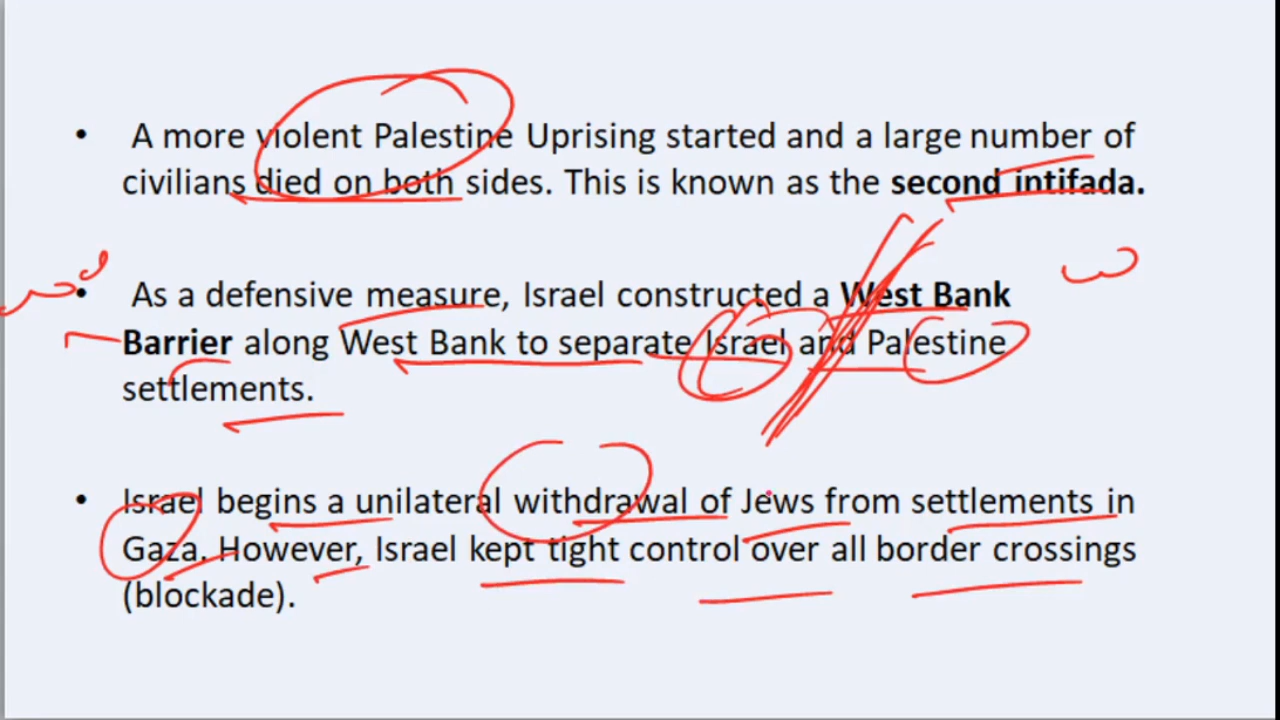 • A more violent Palestine Uprising started and a large number of
civilians died on both sides. This is known as the second intifada.
• As a defensive measure, Israel constructed a West Bank
Barrier along West Bank to separate Israel and Palestine
settlements.
• Israel begins a unilateral withdrawal of Jews from settlements in
Gaza. However, Israel kept tight control over all border crossings
(blockade).